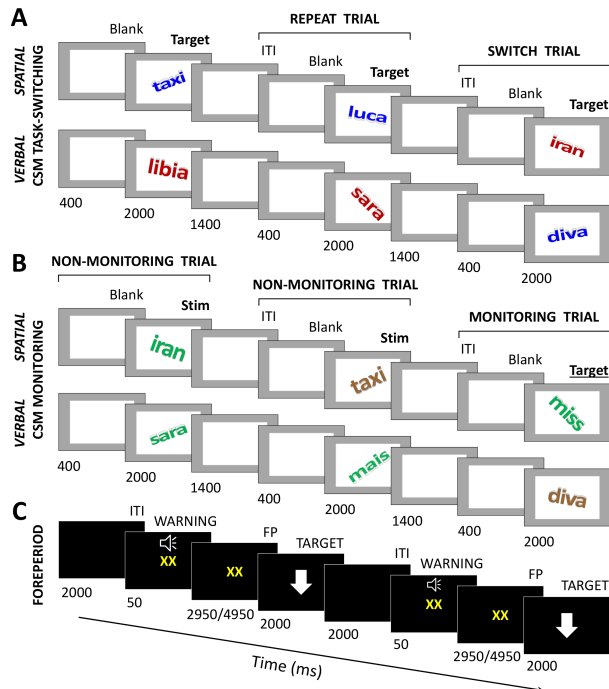 A
REPEAT TRIAL
Blank
ITI
SWITCH TRIAL
Target
Blank
Target
ITI
Blank
Target
SPATIAL
VERBAL
CSM TASK-SWITCHING
taxi
luca
iran
libia
sara
diva
400
2000
1400
400
2000
1400
400
2000
B
NON-MONITORING TRIAL
NON-MONITORING TRIAL
MONITORING TRIAL
Blank
Stim
ITI
Blank
Stim
ITI
Blank
Target
SPATIAL
VERBAL
CSM MONITORING
iran
taxi
miss
sara
mais
diva
400
2000
1400
400
2000
1400
400
2000
C
FOREPERIOD
ITI
WARNING
FP
TARGET
ITI
WARNING
FP
TARGET
XX
XX
XX
XX
2000
50
2950/4950
2000
2000
50
2950/4950
2000
Time (ms)